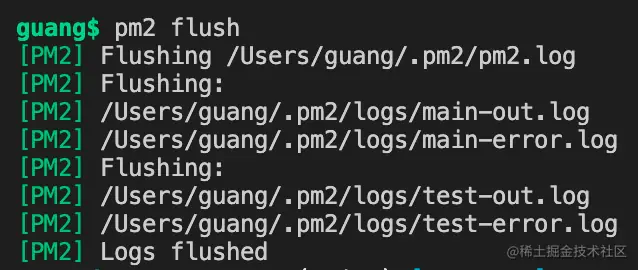 guang$ pm2 flush
[PM2] Flushing /Users/guang/.pm2/pm2.log
[PM2] Flushing:
[PM2] /Users/guang/.pm2/logs/main-out.log
[PM2] /Users/guang/.pm2/logs/main-error.log
[PM2] Flushing:
[PM2] /Users/guang/.pm2/logs/test-out.log
[PM2] /Users/guang/.pm2/logs/test-error.log
[PM2] Logs flushed
@稀土掘金技术社区